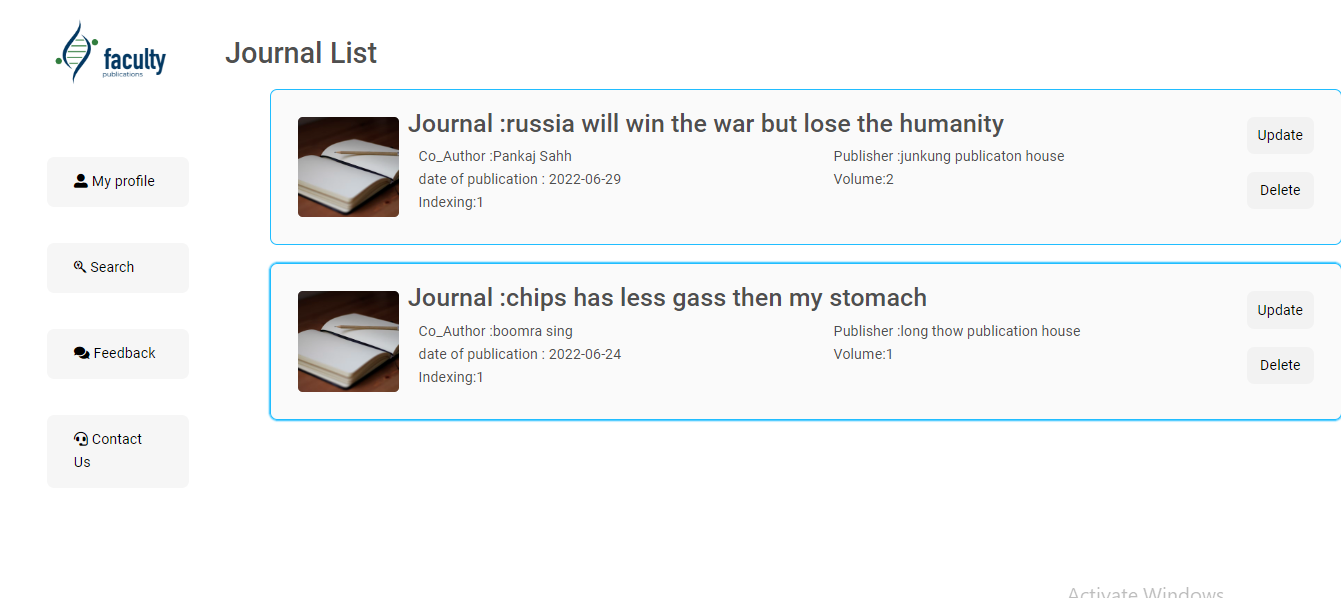 faculty
publications
Journal List
My profile
Search
Feedback
Contact
Us
Journal :russia will win the war but lose the humanity
Co_Author :Pankaj Sahh
Publisher :junkung publicaton house
date of publication : 2022-06-29
Volume:2
Indexing:1
Update
Delete
Journal :chips has less gass then my stomach
Co_Author :boomra sing
Publisher :long thow publication house
date of publication : 2022-06-24
Volume:1
Indexing:1
Update
Delete
Activate Windows